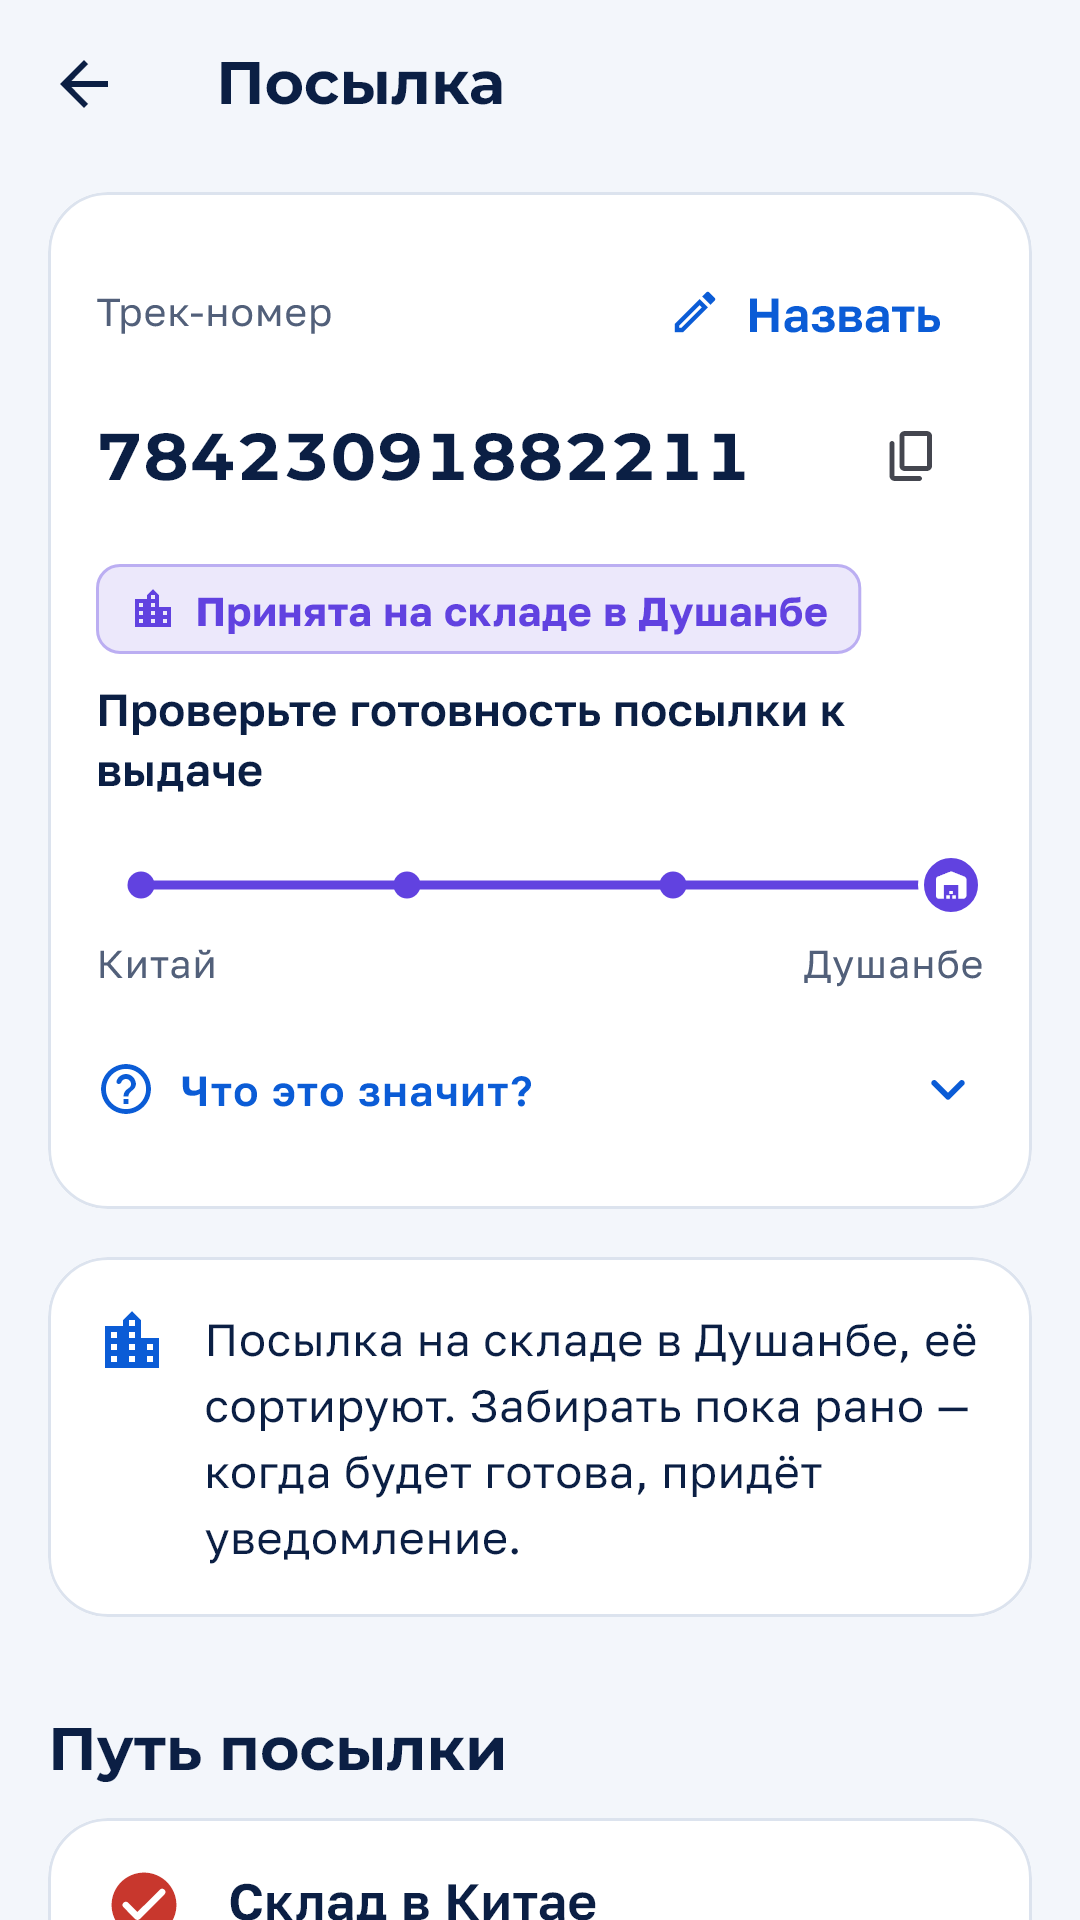 Посылка
Трек-номер
Назвать
78423091882211
Принята на складе в Душанбе
Проверьте готовность посылки к
выдаче
Китай
Душанбе
Что это значит?
Посылка на складе в Душанбе, её
сортируют. Забирать пока рано —
когда будет готова, придёт
уведомление.
Путь посылки
Склад в Китае